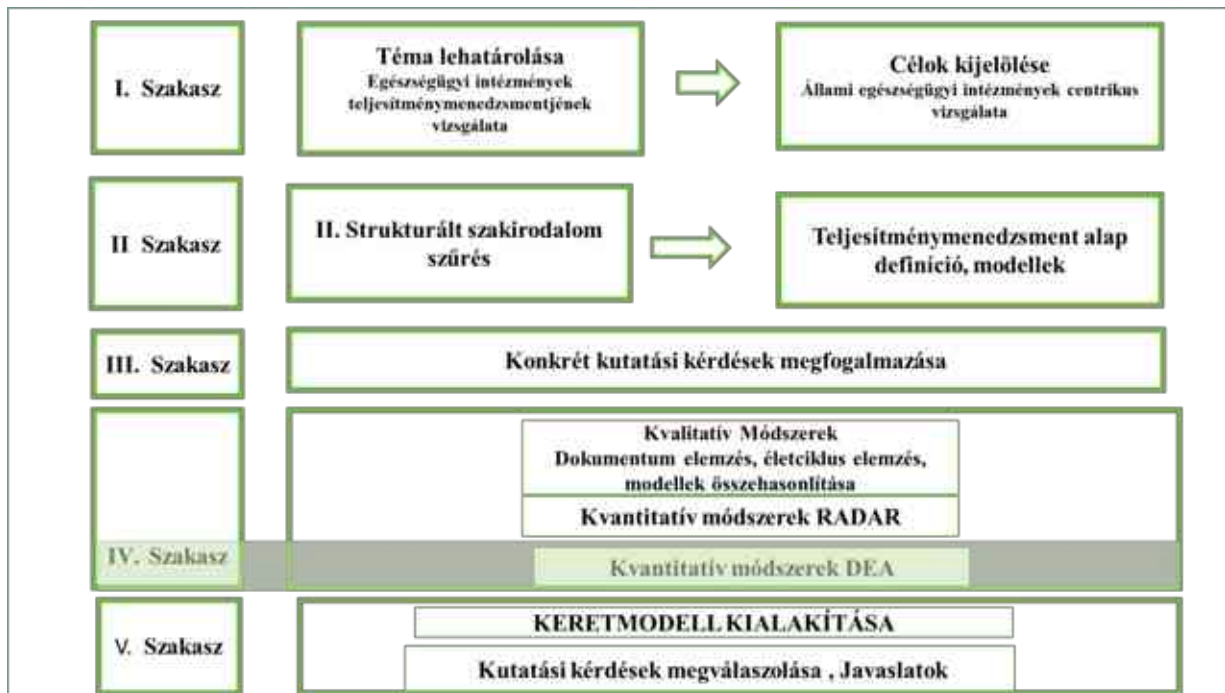 I. Szakasz
Téma lehatárolása
Egészségügyi intézmények
teljesítménymenedzsmentjének
vizsgálata
Célok kijelölése
Állami egészségügyi intézmények centrikus
vizsgálata
II Szakasz
II. Strukturált szakirodalom
szűrés
Teljesítménymenedzsment alap
definíció, modellek
III. Szakasz
Konkrét kutatási kérdések megfogalmazása
IV. Szakasz
Kvalitatív Módszerek
Dokumentum elemzés, életciklus elemzés,
modellek összehasonlítása
Kvantitatív módszerek RADAR
Kvantitatív módszerek DEA
V. Szakasz
KERETMODELL KIALAKÍTÁSA
Kutatási kérdések megválaszolása , Javaslatok